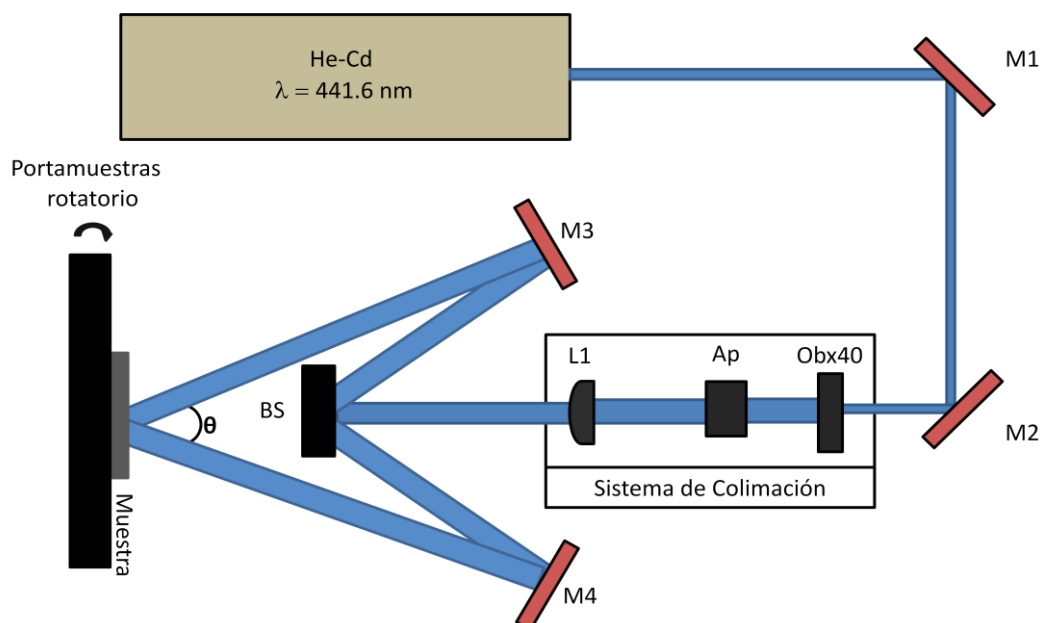 He-Cd
λ = 441.6 nm
M1
Portamuestras
rotatorio
M3
L1
Ap
Obx40
BS
θ
M2
Sistema de Colimación
Muestra
M4